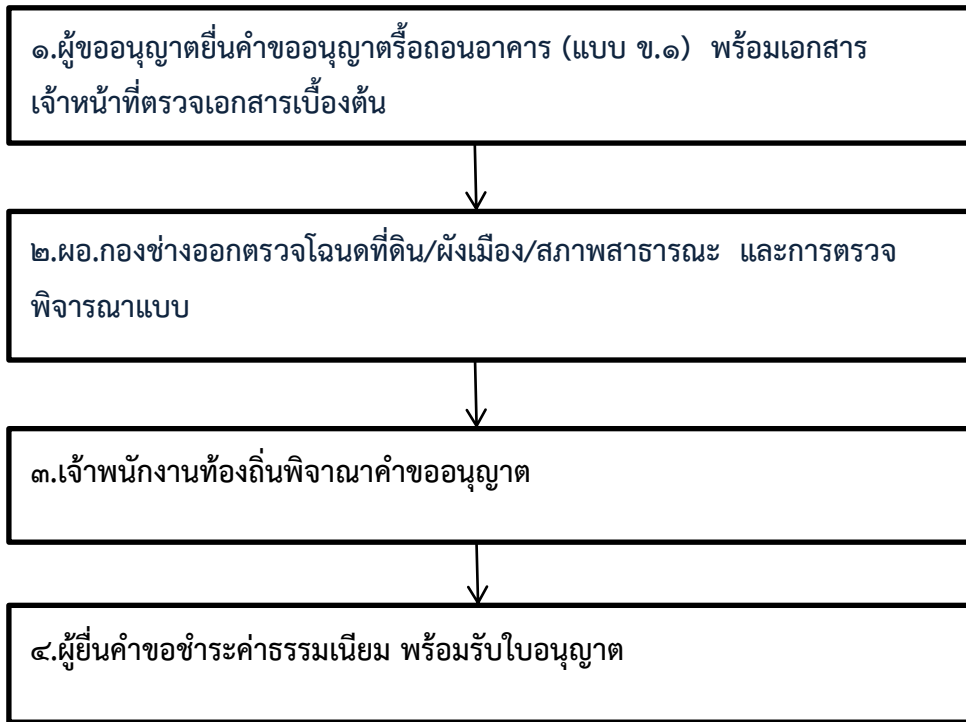 ๑.ผู้ขออนุญาตยื่นคำขออนุญาตรื้อถอนอาคาร (แบบ ข.๑) พร้อมเอกสาร
เจ้าหน้าที่ตรวจเอกสารเบื้องต้น
๒.ผอ.กองช่างออกตรวจโฉนดที่ดิน/ผังเมือง/สภาพสาธารณะ และการตรวจ
พิจารณาแบบ
๓.เจ้าพนักงานท้องถิ่นพิจาณาคำขออนุญาต
๔.ผู้ยื่นคำขอชำระค่าธรรมเนียม พร้อมรับใบอนุญาต